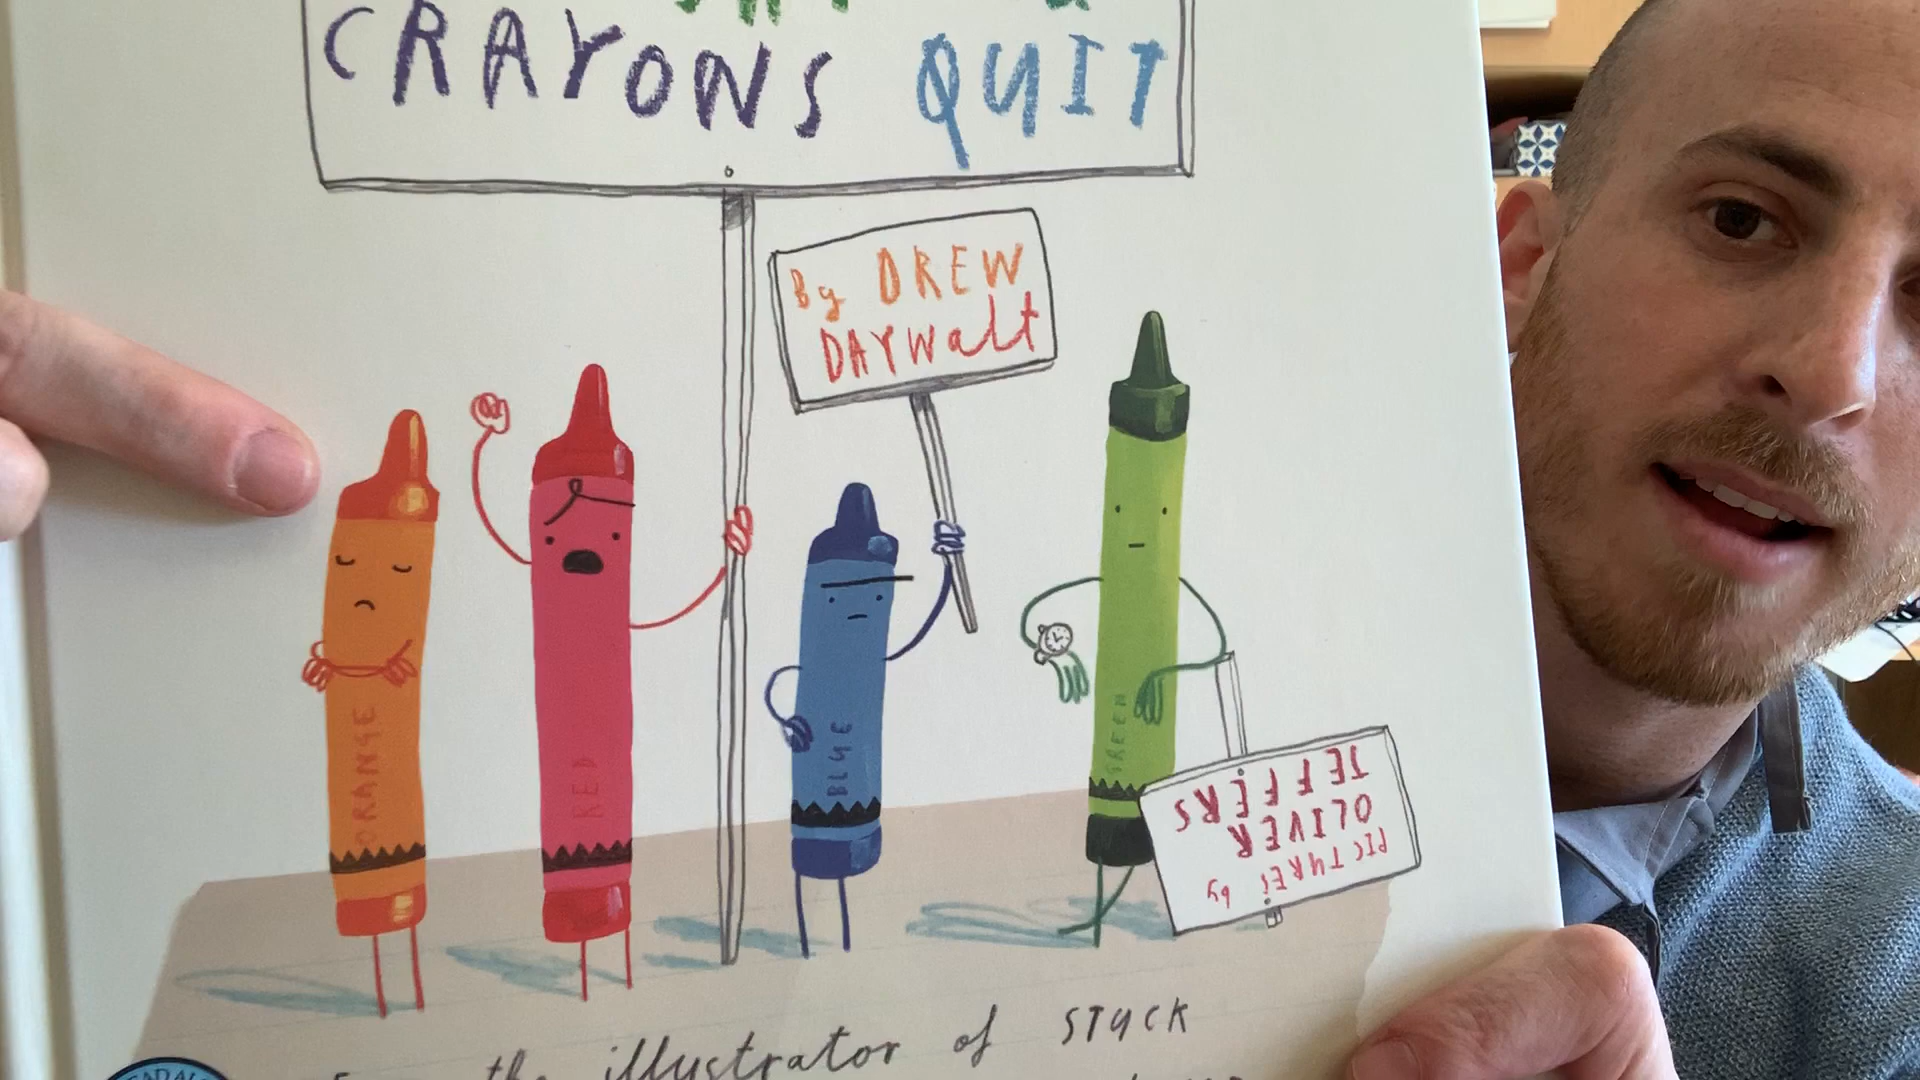 CRAYONS QUIT
By DREW
DAYWalt
ORANGE
RED
BLUE
GREEN
PICTURES by
OLIVER
JEFFERS
the illustrator of STUCK